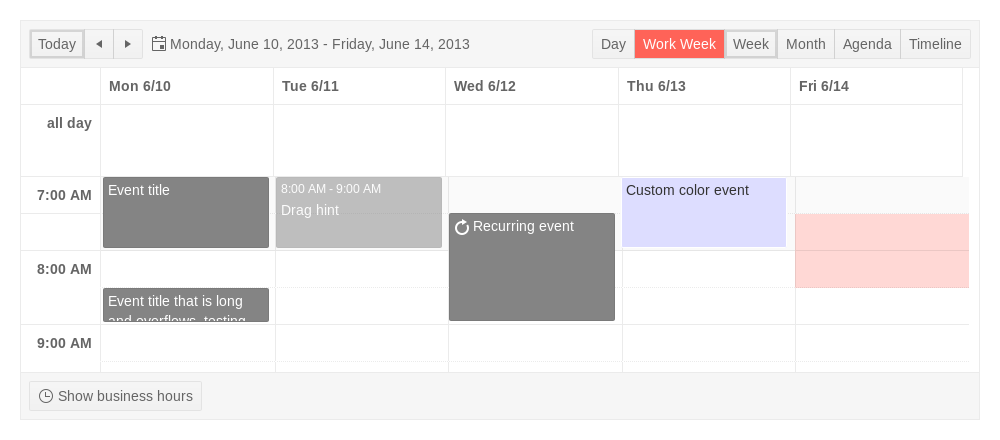 Today Monday, June 10, 2013 - Friday, June 14, 2013 Day Work Week Week Month Agenda Timeline
Mon 6/10 Tue 6/11 Wed 6/12 Thu 6/13 Fri 6/14
all day
7:00 AM Event title 8:00 AM - 9:00 AM Custom color event
Drag hint
Recurring event
8:00 AM
Event title that is long
and overflows, testing
9:00 AM
Show business hours